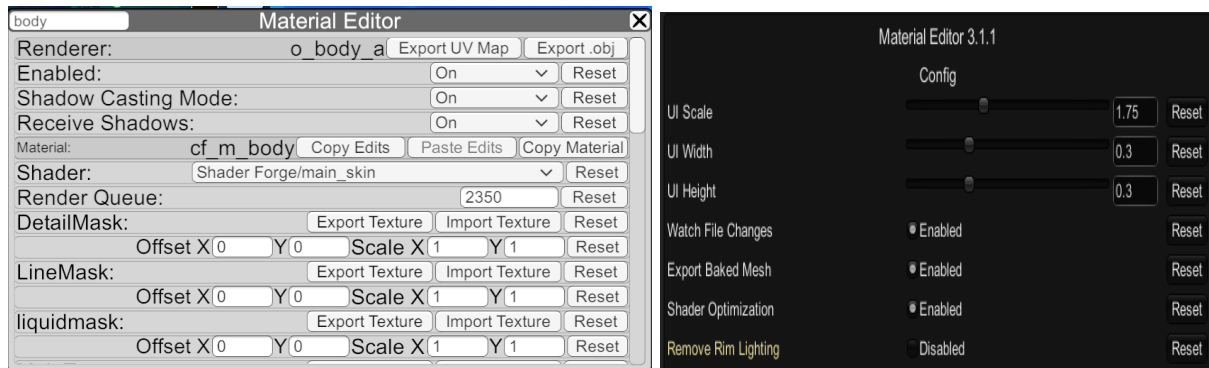 body Material Editor X
Renderer: o_body_a Export UV Map Export .obj
Enabled: On Reset
Shadow Casting Mode: On Reset
Receive Shadows: On Reset
Material: cf_m_body Copy Edits Paste Edits Copy Material
Shader: Shader Forge/main_skin Reset
Render Queue: 2350 Reset
DetailMask: Export Texture Import Texture Reset
Offset X 0 Y 0 Scale X 1 Y 1 Reset
LineMask: Export Texture Import Texture Reset
Offset X 0 Y 0 Scale X 1 Y 1 Reset
liquidmask: Export Texture Import Texture Reset
Offset X 0 Y 0 Scale X 1 Y 1 Reset
Material Editor 3.1.1
Config
UI Scale 1.75 Reset
UI Width 0.3 Reset
UI Height 0.3 Reset
Watch File Changes Enabled Reset
Export Baked Mesh Enabled Reset
Shader Optimization Enabled Reset
Remove Rim Lighting Disabled Reset